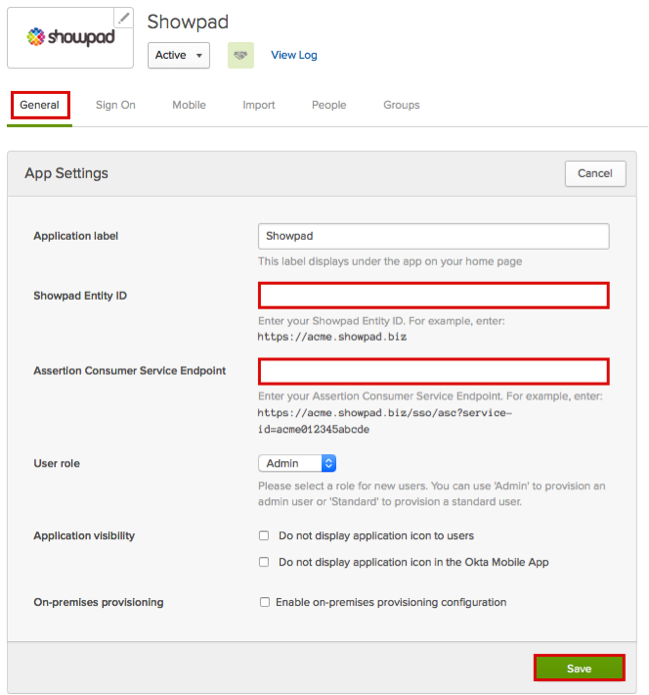 showpad
Showpad
Active
View Log
General Sign On Mobile Import People Groups
App Settings
Cancel
Application label
Showpad
This label displays under the app on your home page
Showpad Entity ID
Enter your Showpad Entity ID. For example, enter:
https://acme.showpad.biz
Assertion Consumer Service Endpoint
Enter your Assertion Consumer Service Endpoint. For example, enter:
https://acme.showpad.biz/sso/asc?service-
id=acme012345abcde
User role
Admin
Please select a role for new users. You can use 'Admin' to provision an
admin user or 'Standard' to provision a standard user.
Application visibility
Do not display application icon to users
Do not display application icon in the Okta Mobile App
On-premises provisioning
Enable on-premises provisioning configuration
Save